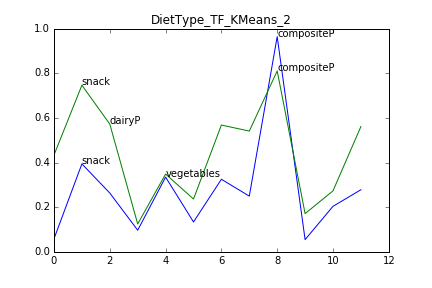 DietType_TF_KMeans_2
1.0
compositeP
0.8
snack
compositeP
0.6
dairyP
0.4
snack
vegetables
0.2
0.0
0 2 4 6 8 10 12